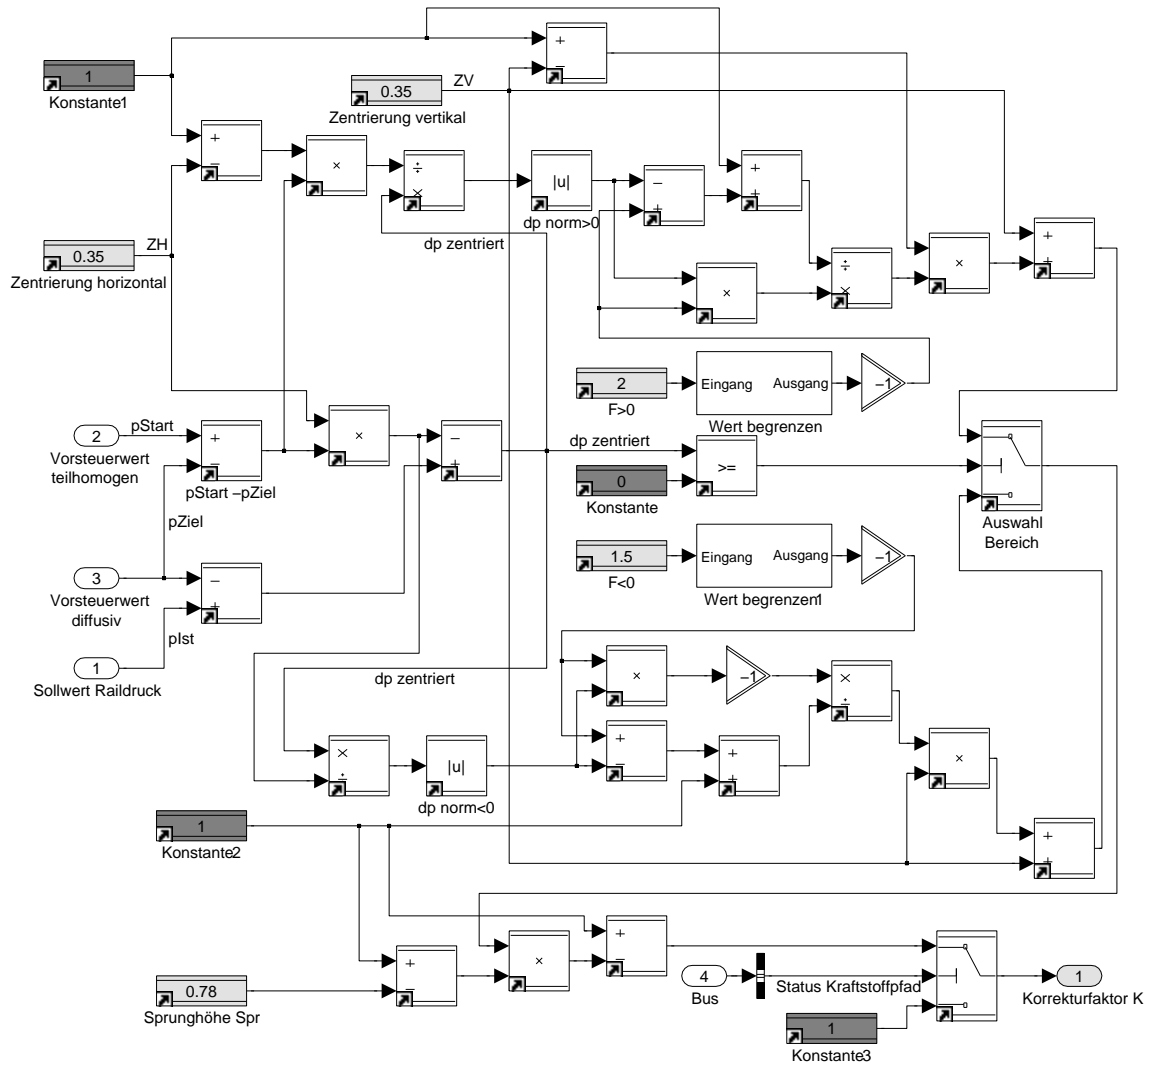 +
−
1
Konstante1
ZV
0.35
Zentrierung vertikal
+
−
×
÷
×
|u|
dp norm>0
−
+
+
+
dp zentriert
ZH
0.35
Zentrierung horizontal
×
÷
×
×
+
+
2
F>0
Eingang Ausgang
Wert begrenzen
−1
pStart
2
Vorsteuerwert
teilhomogen
+
−
pStart −pZiel
×
−
+
dp zentriert
>=
0
Konstante
Auswahl
Bereich
pZiel
1.5
F<0
Eingang Ausgang
Wert begrenzen1
−1
3
Vorsteuerwert
diffusiv
−
+
pIst
1
Sollwert Raildruck
dp zentriert
×
−1
×
÷
×
÷
|u|
dp norm<0
+
−
+
+
×
1
Konstante2
+
+
+
−
×
+
−
0.78
Sprunghöhe Spr
4
Bus
Status Kraftstoffpfad
1
Korrekturfaktor K
1
Konstante3